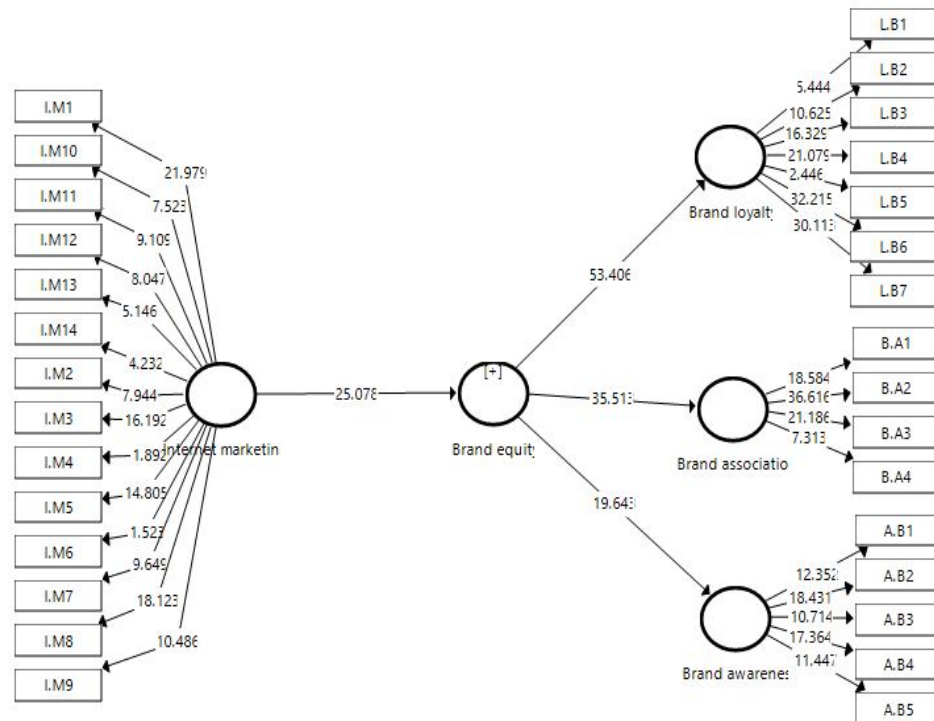 I.M1
I.M10
I.M11
I.M12
I.M13
I.M14
I.M2
I.M3
I.M4
I.M5
I.M6
I.M7
I.M8
I.M9
21.979
7.523
9.109
8.047
5.146
4.232
7.944
16.192
1.892
14.805
1.523
9.649
18.123
10.486
Internet marketin
25.078
[+]
Brand equity
53.406
35.513
19.643
Brand loyalty
5.444
10.625
16.329
21.079
2.446
32.215
30.113
L.B1
L.B2
L.B3
L.B4
L.B5
L.B6
L.B7
Brand associatio
18.584
36.616
21.186
7.313
B.A1
B.A2
B.A3
B.A4
Brand awarenes
12.352
18.431
10.714
17.364
11.447
A.B1
A.B2
A.B3
A.B4
A.B5